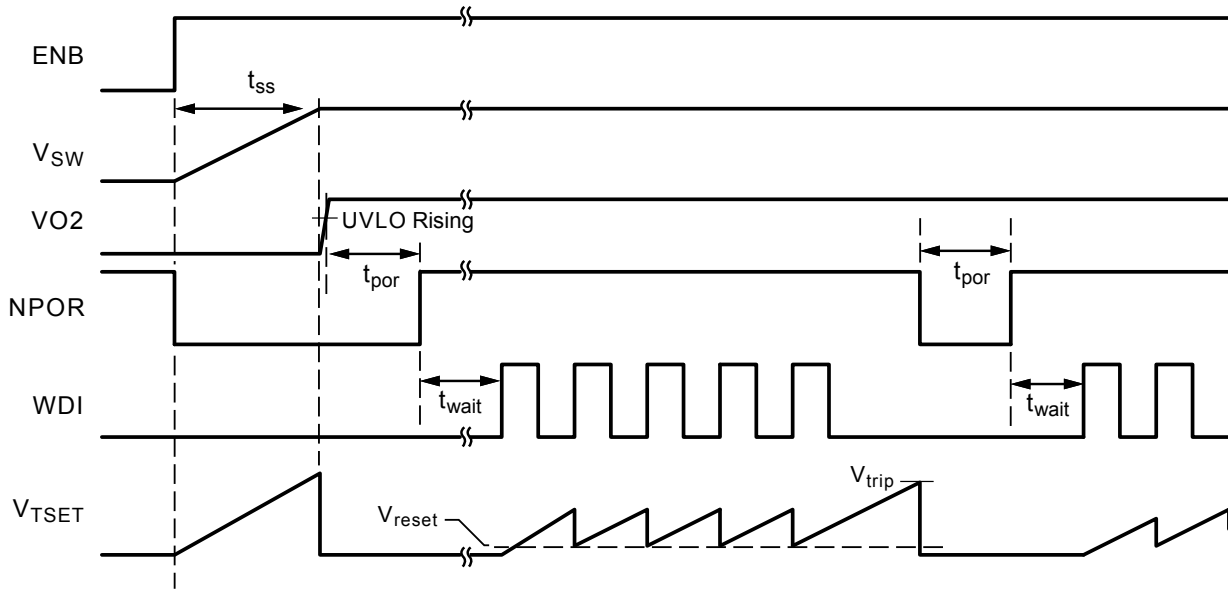 ENB
t_ss
V_SW
VO2
UVLO Rising
t_por
t_por
NPOR
t_wait
t_wait
WDI
V_trip
V_TSET
V_reset